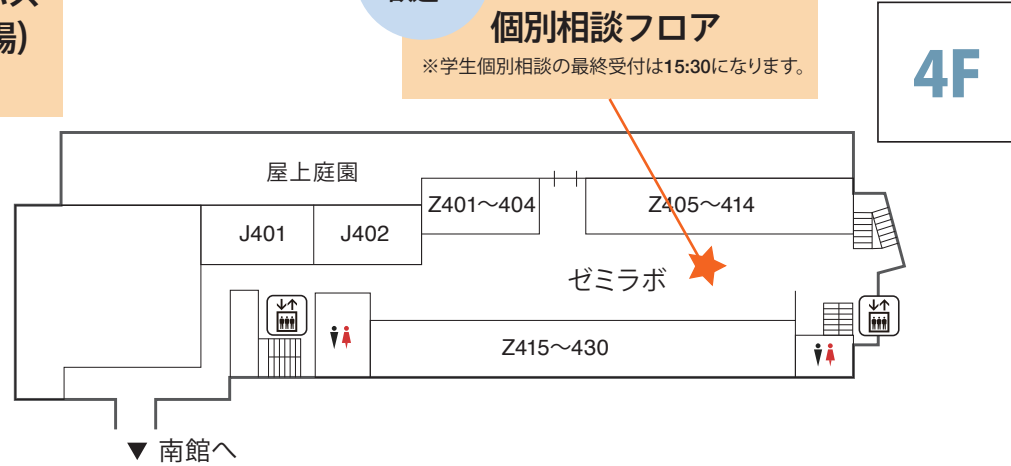 場)
個別相談フロア
※学生個別相談の最終受付は15:30になります。
4F
屋上庭園
Z401〜404
Z405〜414
J401
J402
ゼミラボ
Z415〜430
▼ 南館へ